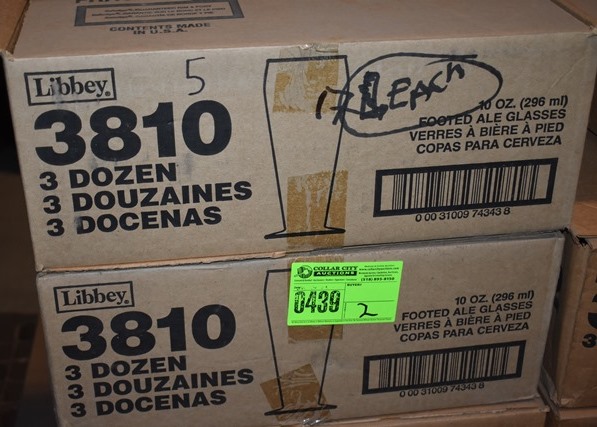 CONTENTS MADE
IN U.S.A.
Libbey.
5
3810
3 DOZEN
3 DOUZAINES
3 DOCENAS
10 OZ. (296 ml)
FOOTED ALE GLASSES
VERRES À BIÈRE À PIED
COPAS PARA CERVEZA
0 00 31009 74343 8
COLLAR CITY
AUCTIONS
(518) 895-8150
0439
2
Libbey.
3810
3 DOZEN
3 DOUZAINES
3 DOCENAS
10 OZ. (296 ml)
FOOTED ALE GLASSES
VERRES À BIÈRE À PIED
COPAS PARA CERVEZA
0 00 31009 74343 8